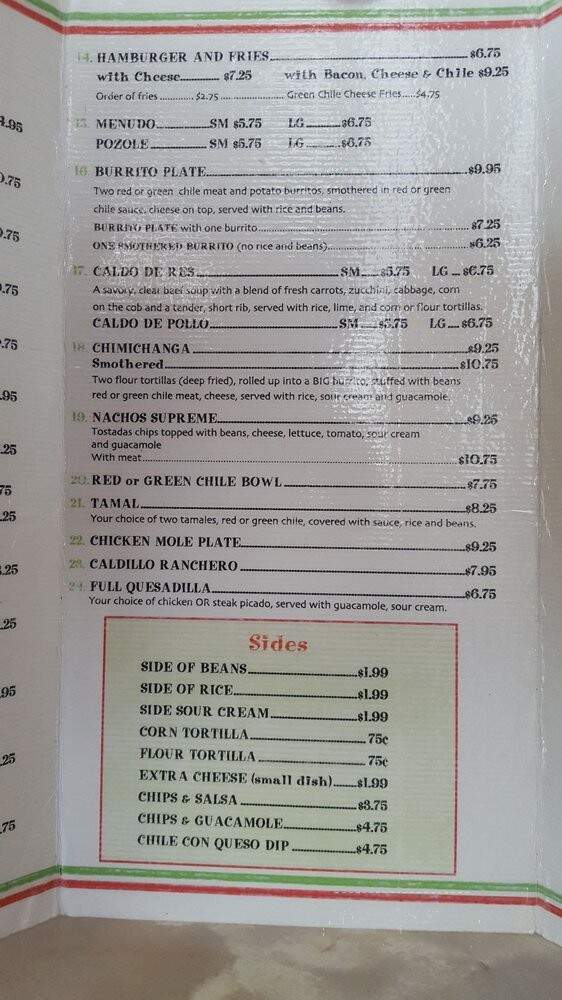 14. HAMBURGER AND FRIES $6.75
with Cheese $7.25 with Bacon, Cheese & Chile $9.25
Order of fries $2.75 Green Chile Cheese Fries $4.75
15. MENUDO SM $5.75 LG $6.75
POZOLE SM $5.75 LG $6.75
16. BURRITO PLATE $9.95
Two red or green chile meat and potato burritos, smothered in red or green
chile sauce, cheese on top, served with rice and beans.
BURRITO PLATE with one burrito $7.25
ONE SMOTHERED BURRITO (no rice and beans) $6.25
17. CALDO DE RES SM $5.75 LG $6.75
A savory, clear beef soup with a blend of fresh carrots, zucchini, cabbage, corn
on the cob and a tender, short rib, served with rice, lime, and corn or flour tortillas.
CALDO DE POLLO SM $5.75 LG $6.75
18. CHIMICHANGA $9.25
Smothered $10.75
Two flour tortillas (deep fried), rolled up into a BIG burrito, stuffed with beans
red or green chile meat, cheese, served with rice, sour cream and guacamole.
19. NACHOS SUPREME $9.25
Tostadas chips topped with beans, cheese, lettuce, tomato, sour cream
and guacamole
With meat $10.75
20. RED or GREEN CHILE BOWL $7.75
21. TAMAL $8.25
Your choice of two tamales, red or green chile, covered with sauce, rice and beans.
22. CHICKEN MOLE PLATE $9.25
23. CALDILLO RANCHERO $7.95
24. FULL QUESADILLA $6.75
Your choice of chicken OR steak picado, served with guacamole, sour cream.
Sides
SIDE OF BEANS $1.99
SIDE OF RICE $1.99
SIDE SOUR CREAM $1.99
CORN TORTILLA 75¢
FLOUR TORTILLA 75¢
EXTRA CHEESE (small dish) $1.99
CHIPS & SALSA $3.75
CHIPS & GUACAMOLE $4.75
CHILE CON QUESO DIP $4.75